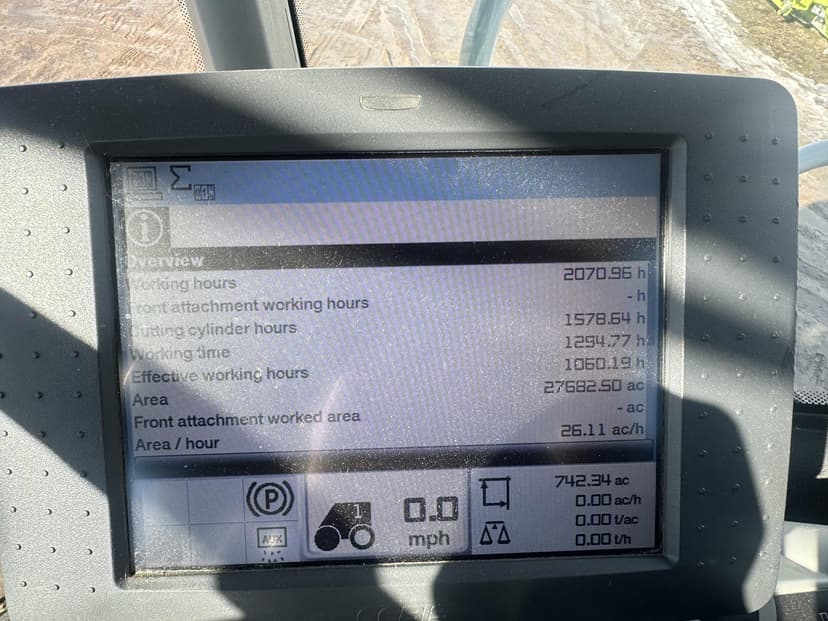 Overview
Working hours 2070.96 h
Front attachment working hours - h
Cutting cylinder hours 1578.64 h
Working time 1294.77 h
Effective working hours 1060.19 h
Area 27682.50 ac
Front attachment worked area - ac
Area / hour 26.11 ac/h
742.34 ac
P 1 0.0 0.00 ac/h
AUX mph 0.00 t/ac
0.00 t/h